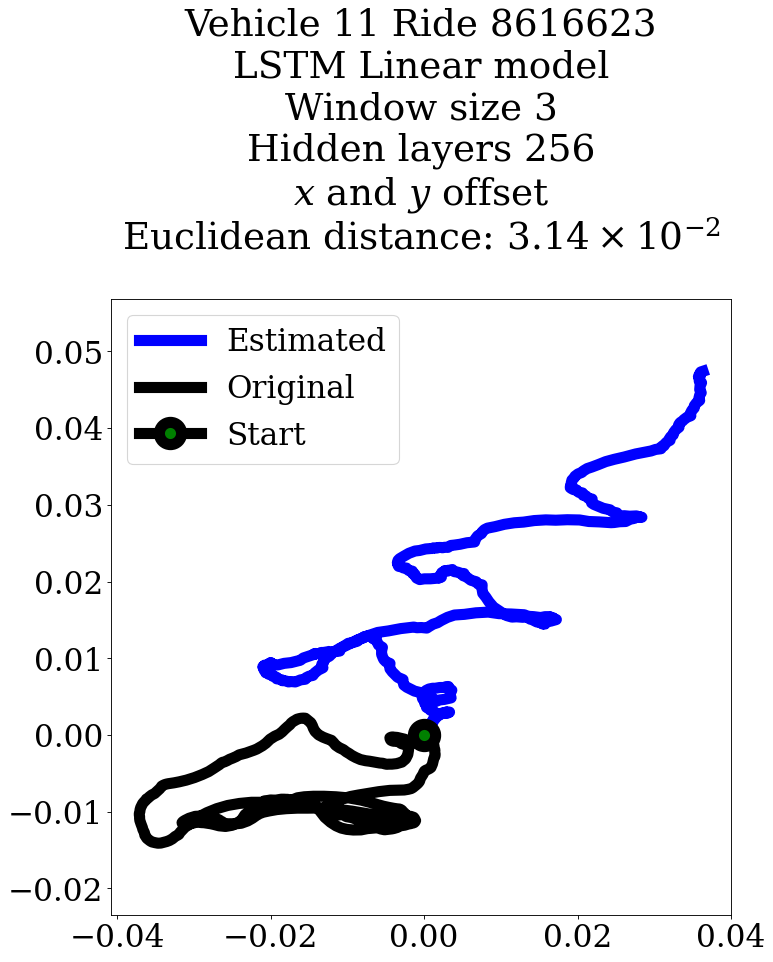 Vehicle 11 Ride 8616623
LSTM Linear model
Window size 3
Hidden layers 256
x and y offset
Euclidean distance: 3.14 × 10⁻²
Estimated
Original
Start
0.05
0.04
0.03
0.02
0.01
0.00
−0.01
−0.02
−0.04 −0.02 0.00 0.02 0.04